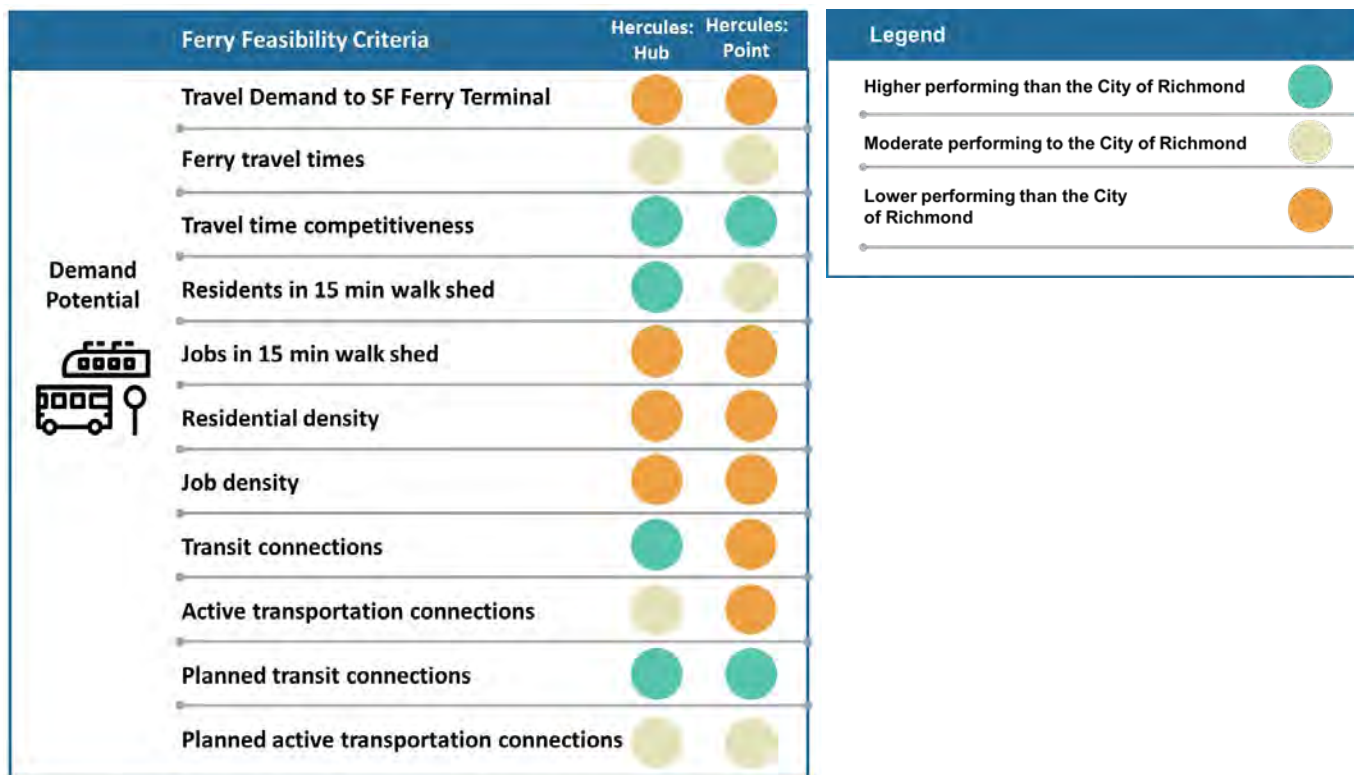 Ferry Feasibility Criteria
Hercules:
Hub
Hercules:
Point
Demand
Potential
Travel Demand to SF Ferry Terminal
Ferry travel times
Travel time competitiveness
Residents in 15 min walk shed
Jobs in 15 min walk shed
Residential density
Job density
Transit connections
Active transportation connections
Planned transit connections
Planned active transportation connections
Legend
Higher performing than the City of Richmond
Moderate performing to the City of Richmond
Lower performing than the City
of Richmond